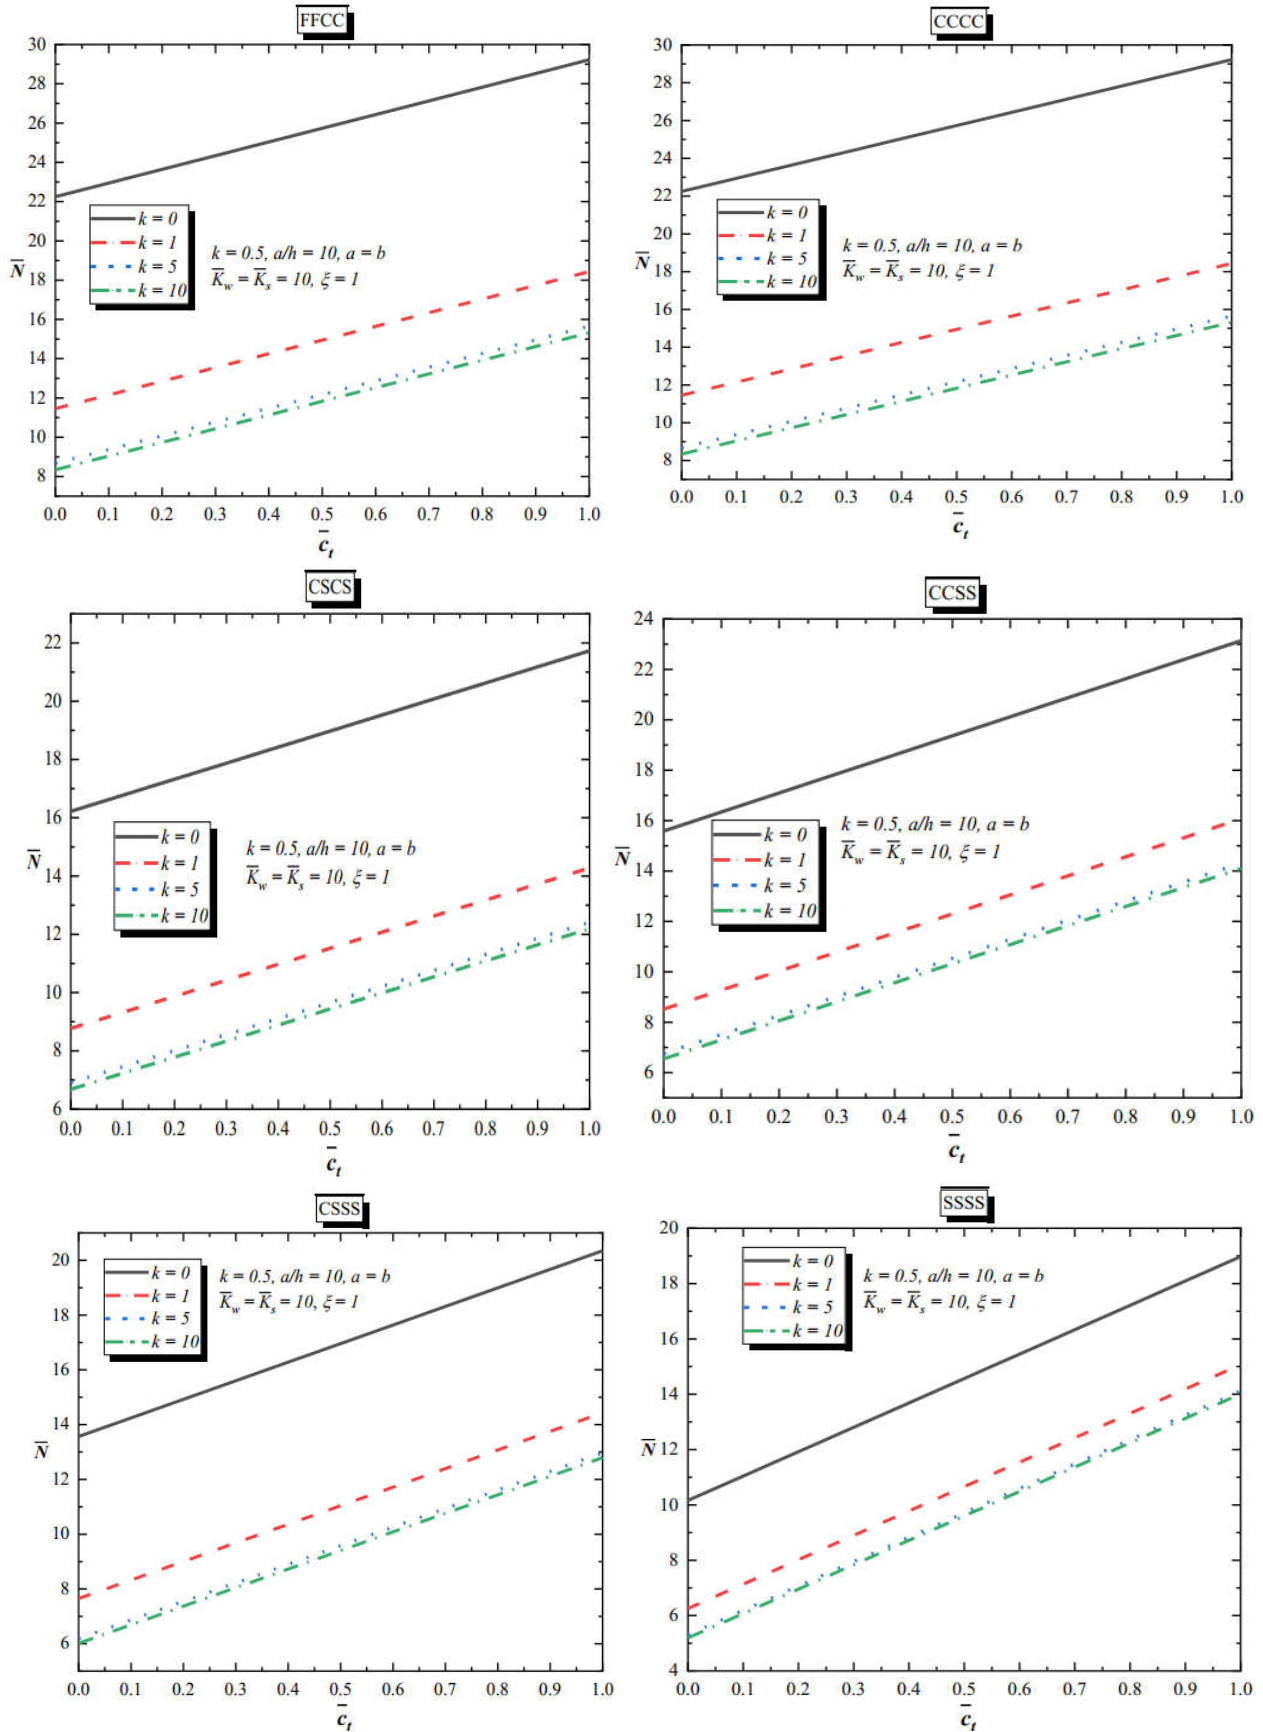 FFCC
30
28
26
24
22
20
18
16
14
12
10
8
N̅
k = 0
k = 1
k = 5
k = 10
k = 0.5, a/h = 10, a = b
K̅w = K̅s = 10, ξ = 1
0.0 0.1 0.2 0.3 0.4 0.5 0.6 0.7 0.8 0.9 1.0
c̅t
CCCC
30
28
26
24
22
20
18
16
14
12
10
8
N̅
k = 0
k = 1
k = 5
k = 10
k = 0.5, a/h = 10, a = b
K̅w = K̅s = 10, ξ = 1
0.0 0.1 0.2 0.3 0.4 0.5 0.6 0.7 0.8 0.9 1.0
c̅t
CSCS
22
20
18
16
14
12
10
8
6
N̅
k = 0
k = 1
k = 5
k = 10
k = 0.5, a/h = 10, a = b
K̅w = K̅s = 10, ξ = 1
0.0 0.1 0.2 0.3 0.4 0.5 0.6 0.7 0.8 0.9 1.0
c̅t
CCSS
24
22
20
18
16
14
12
10
8
6
N̅
k = 0
k = 1
k = 5
k = 10
k = 0.5, a/h = 10, a = b
K̅w = K̅s = 10, ξ = 1
0.0 0.1 0.2 0.3 0.4 0.5 0.6 0.7 0.8 0.9 1.0
c̅t
CSSS
20
18
16
14
12
10
8
6
N̅
k = 0
k = 1
k = 5
k = 10
k = 0.5, a/h = 10, a = b
K̅w = K̅s = 10, ξ = 1
0.0 0.1 0.2 0.3 0.4 0.5 0.6 0.7 0.8 0.9 1.0
c̅t
SSSS
20
18
16
14
12
10
8
6
4
N̅
k = 0
k = 1
k = 5
k = 10
k = 0.5, a/h = 10, a = b
K̅w = K̅s = 10, ξ = 1
0.0 0.1 0.2 0.3 0.4 0.5 0.6 0.7 0.8 0.9 1.0
c̅t